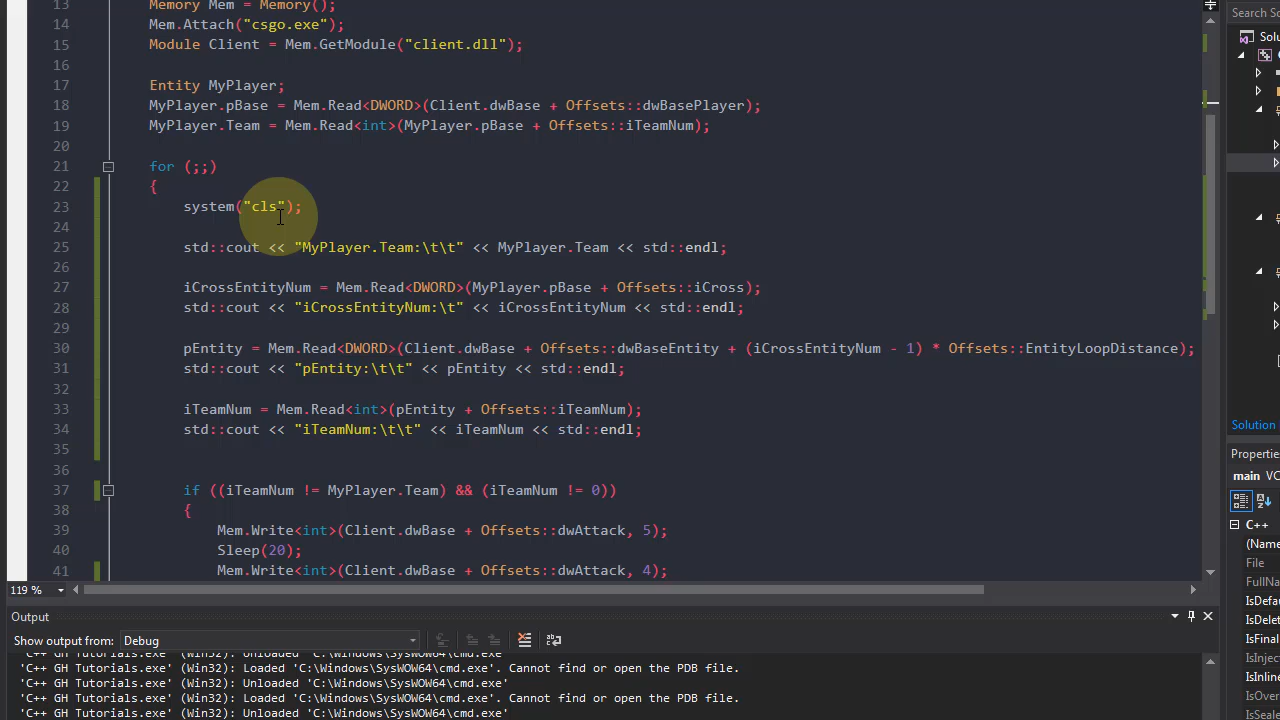 13 Memory Mem = Memory();
14 Mem.Attach("csgo.exe");
15 Module Client = Mem.GetModule("client.dll");
16
17 Entity MyPlayer;
18 MyPlayer.pBase = Mem.Read<DWORD>(Client.dwBase + Offsets::dwBasePlayer);
19 MyPlayer.Team = Mem.Read<int>(MyPlayer.pBase + Offsets::iTeamNum);
20
21 for (;;)
22 {
23 system("cls");
24
25 std::cout << "MyPlayer.Team:\t\t" << MyPlayer.Team << std::endl;
26
27 iCrossEntityNum = Mem.Read<DWORD>(MyPlayer.pBase + Offsets::iCross);
28 std::cout << "iCrossEntityNum:\t" << iCrossEntityNum << std::endl;
29
30 pEntity = Mem.Read<DWORD>(Client.dwBase + Offsets::dwBaseEntity + (iCrossEntityNum - 1) * Offsets::EntityLoopDistance);
31 std::cout << "pEntity:\t\t" << pEntity << std::endl;
32
33 iTeamNum = Mem.Read<int>(pEntity + Offsets::iTeamNum);
34 std::cout << "iTeamNum:\t\t" << iTeamNum << std::endl;
35
36
37 if ((iTeamNum != MyPlayer.Team) && (iTeamNum != 0))
38 {
39 Mem.Write<int>(Client.dwBase + Offsets::dwAttack, 5);
40 Sleep(20);
41 Mem.Write<int>(Client.dwBase + Offsets::dwAttack, 4);
119 %
Output
Show output from: Debug
'C++ GH Tutorials.exe' (Win32): Unloaded 'C:\Windows\SysWOW64\cmd.exe'
'C++ GH Tutorials.exe' (Win32): Loaded 'C:\Windows\SysWOW64\cmd.exe'. Cannot find or open the PDB file.
'C++ GH Tutorials.exe' (Win32): Unloaded 'C:\Windows\SysWOW64\cmd.exe'
'C++ GH Tutorials.exe' (Win32): Loaded 'C:\Windows\SysWOW64\cmd.exe'. Cannot find or open the PDB file.
'C++ GH Tutorials.exe' (Win32): Unloaded 'C:\Windows\SysWOW64\cmd.exe'
Search So
Solu
Solution
Properties
main VC
C++
(Name
File
FullNa
IsDefau
IsDelet
IsFinal
IsInjec
IsInline
IsOver
IsSeale